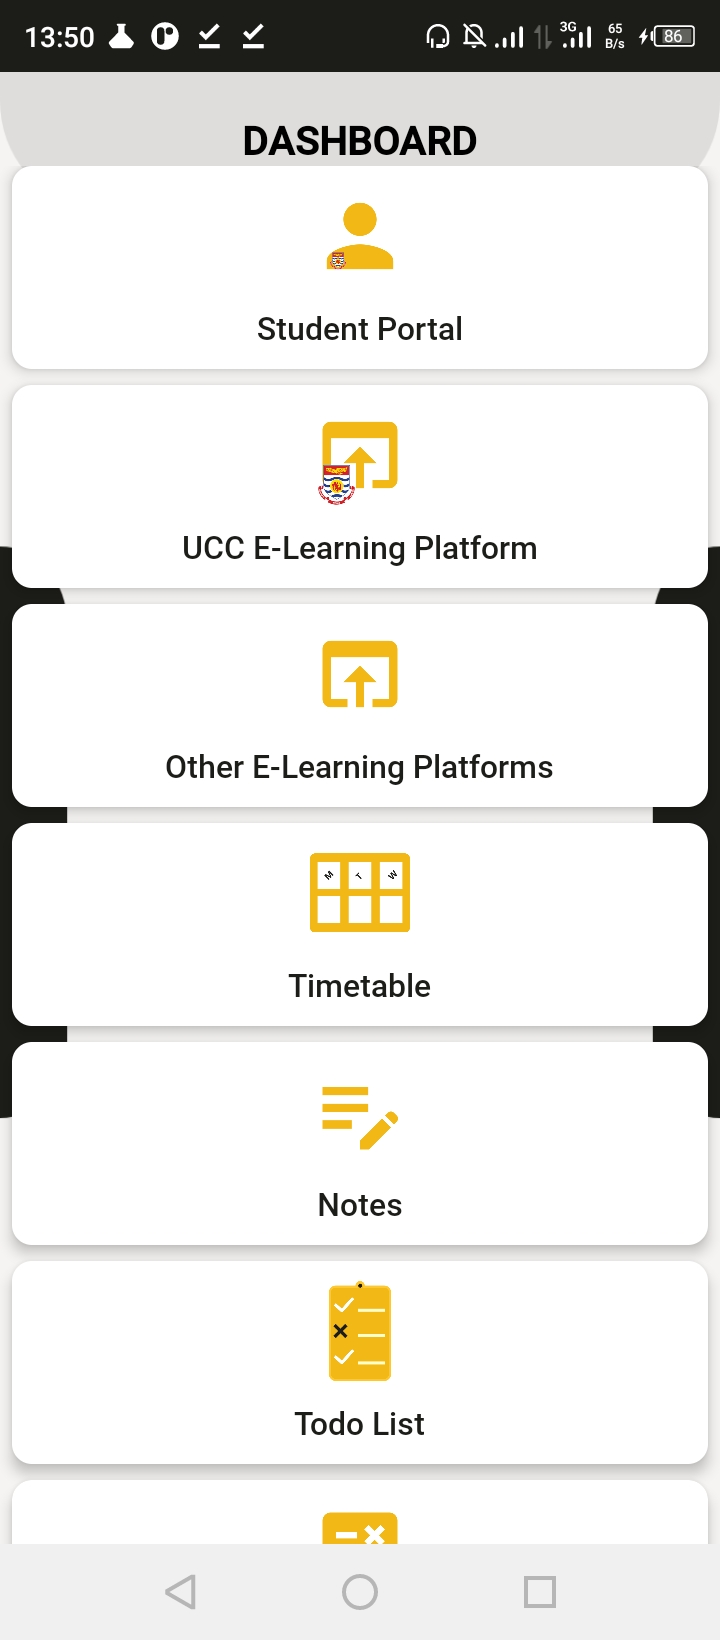 13:50
3G
65
B/s
86
DASHBOARD
Student Portal
UCC E-Learning Platform
Other E-Learning Platforms
M T W
Timetable
Notes
Todo List